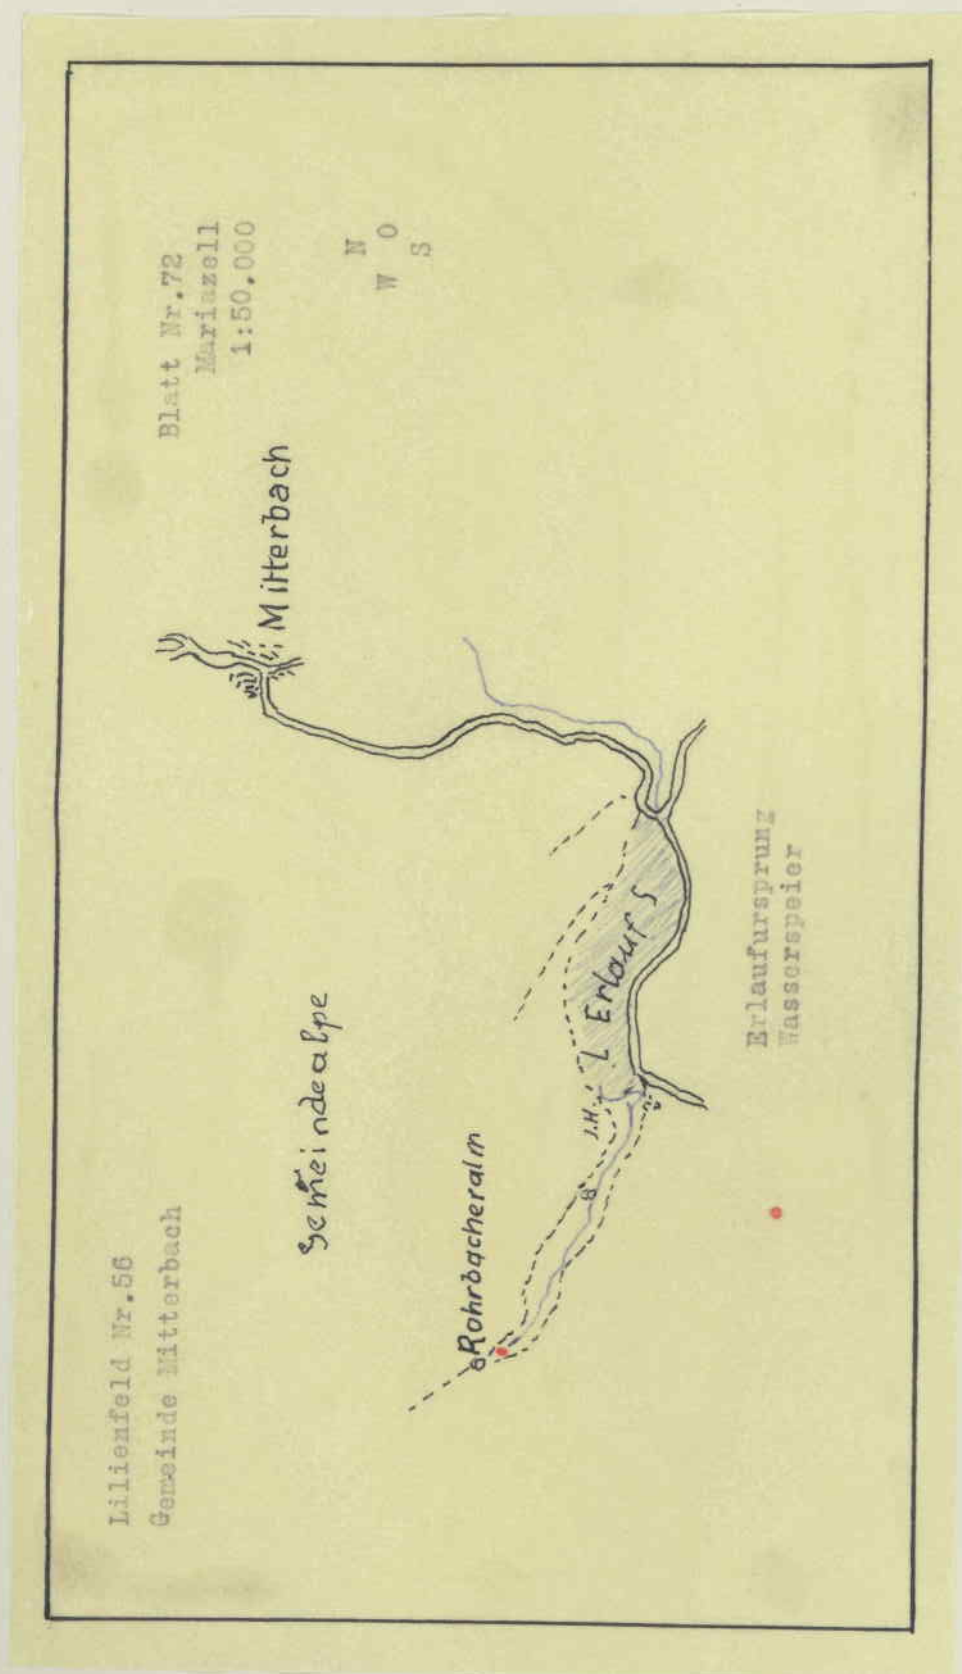 Lilienfeld Nr.56
Gemeinde Mitterbach
Blatt Nr.72
Mariazell
1:50.000
N
W O
S
Mitterbach
Gemeindealpe
Rohrbacheralm
J.H.
Erlauf S
Erlaufursprung
Wasserspeier